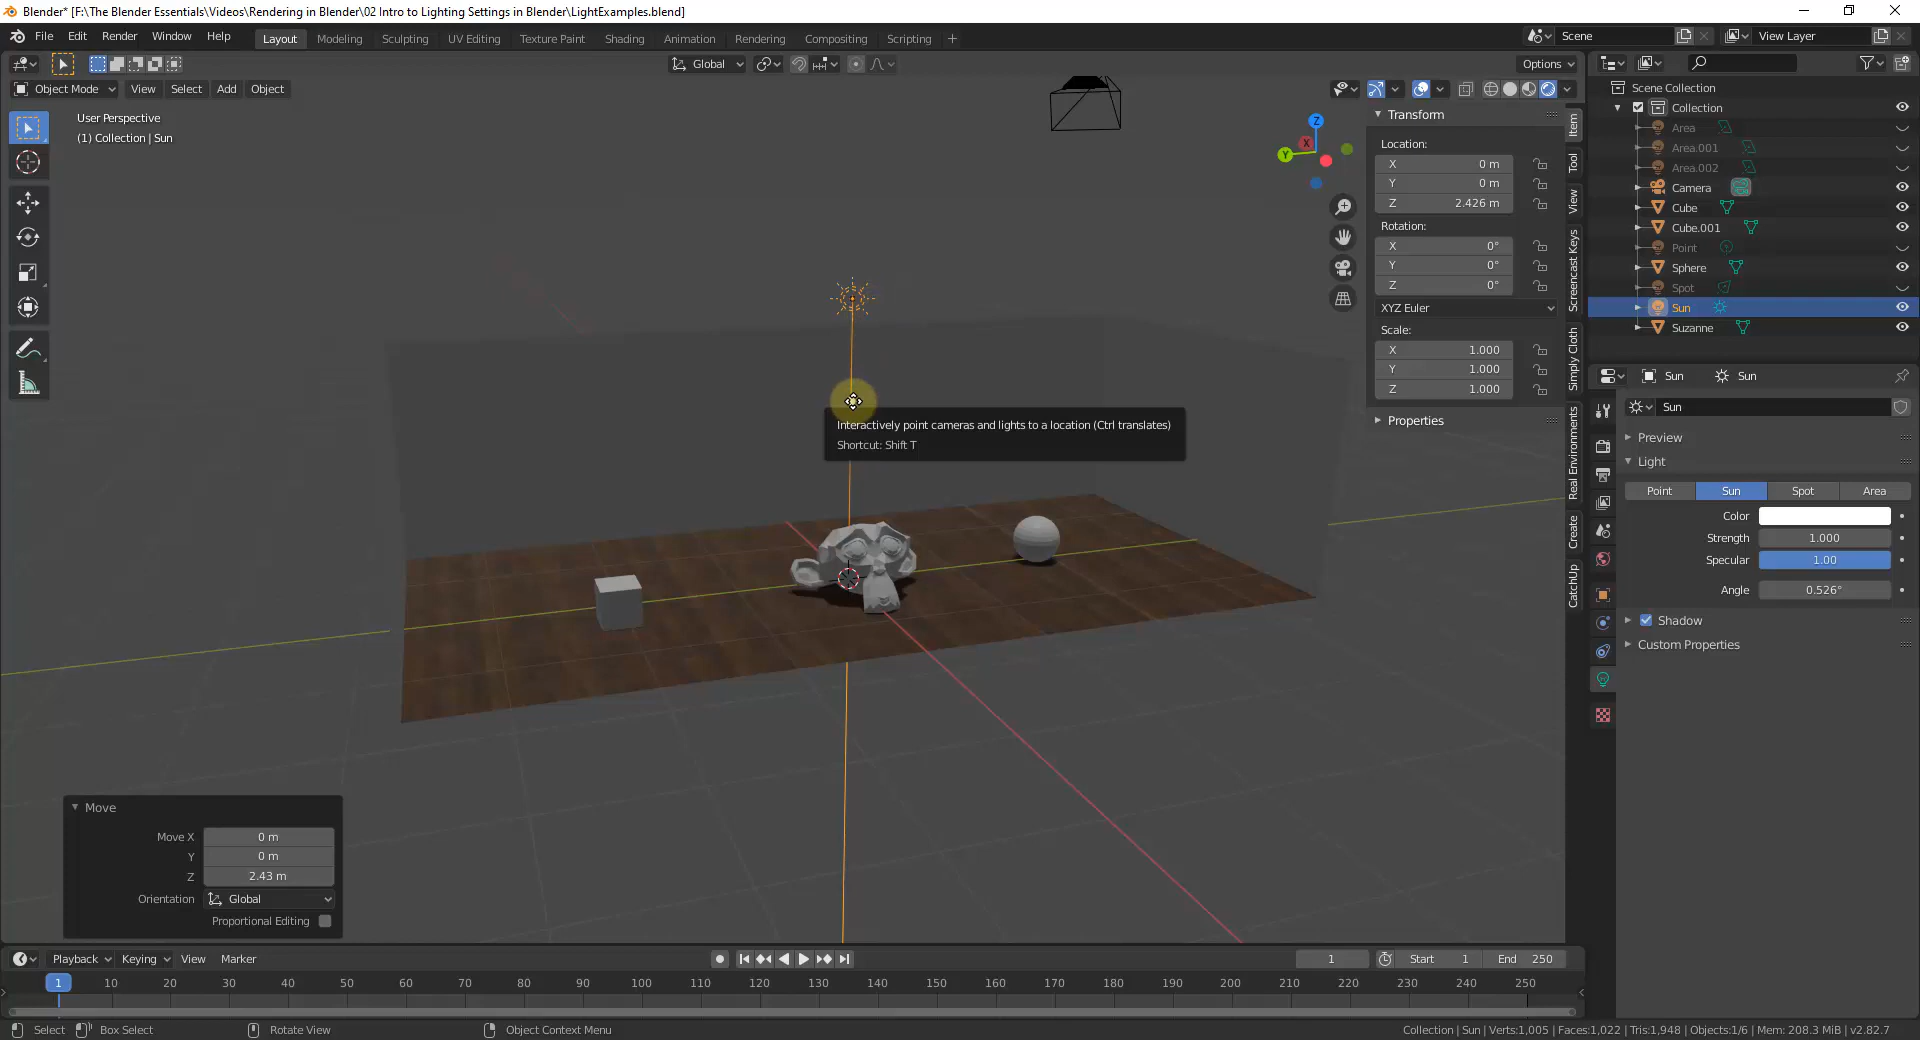 Blender* [F:\The Blender Essentials\Videos\Rendering in Blender\02 Intro to Lighting Settings in Blender\LightExamples.blend]
File Edit Render Window Help Layout Modeling Sculpting UV Editing Texture Paint Shading Animation Rendering Compositing Scripting + Scene View Layer
Global Options
Object Mode View Select Add Object
User Perspective
(1) Collection | Sun
Z
X
Y
Transform
Location:
X 0 m
Y 0 m
Z 2.426 m
Rotation:
X 0°
Y 0°
Z 0°
XYZ Euler
Scale:
X 1.000
Y 1.000
Z 1.000
Properties
Item
Tool
View
Screencast Keys
Simply Cloth
Real Environments
Create
CatchUp
Interactively point cameras and lights to a location (Ctrl translates)
Shortcut: Shift T
Scene Collection
Collection
Area
Area.001
Area.002
Camera
Cube
Cube.001
Point
Sphere
Spot
Sun
Suzanne
Sun Sun
Sun
Preview
Light
Point Sun Spot Area
Color
Strength 1.000
Specular 1.00
Angle 0.526°
Shadow
Custom Properties
Move
Move X 0 m
Y 0 m
Z 2.43 m
Orientation Global
Proportional Editing
Playback Keying View Marker 1 Start 1 End 250
1 10 20 30 40 50 60 70 80 90 100 110 120 130 140 150 160 170 180 190 200 210 220 230 240 250
Select Box Select Rotate View Object Context Menu Collection | Sun | Verts:1,005 | Faces:1,022 | Tris:1,948 | Objects:1/6 | Mem: 208.3 MiB | v2.82.7